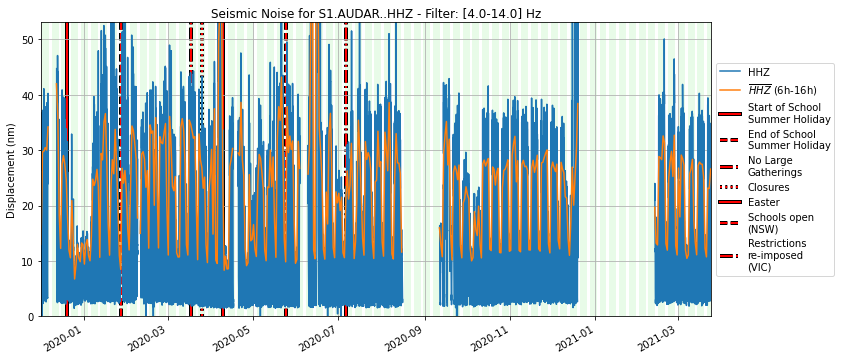 Seismic Noise for S1.AUDAR..HHZ - Filter: [4.0-14.0] Hz
Displacement (nm)
50
40
30
20
10
0
2020-01
2020-03
2020-05
2020-07
2020-09
2020-11
2021-01
2021-03
HHZ
HHZ (6h-16h)
Start of School
Summer Holiday
End of School
Summer Holiday
No Large
Gatherings
Closures
Easter
Schools open
(NSW)
Restrictions
re-imposed
(VIC)